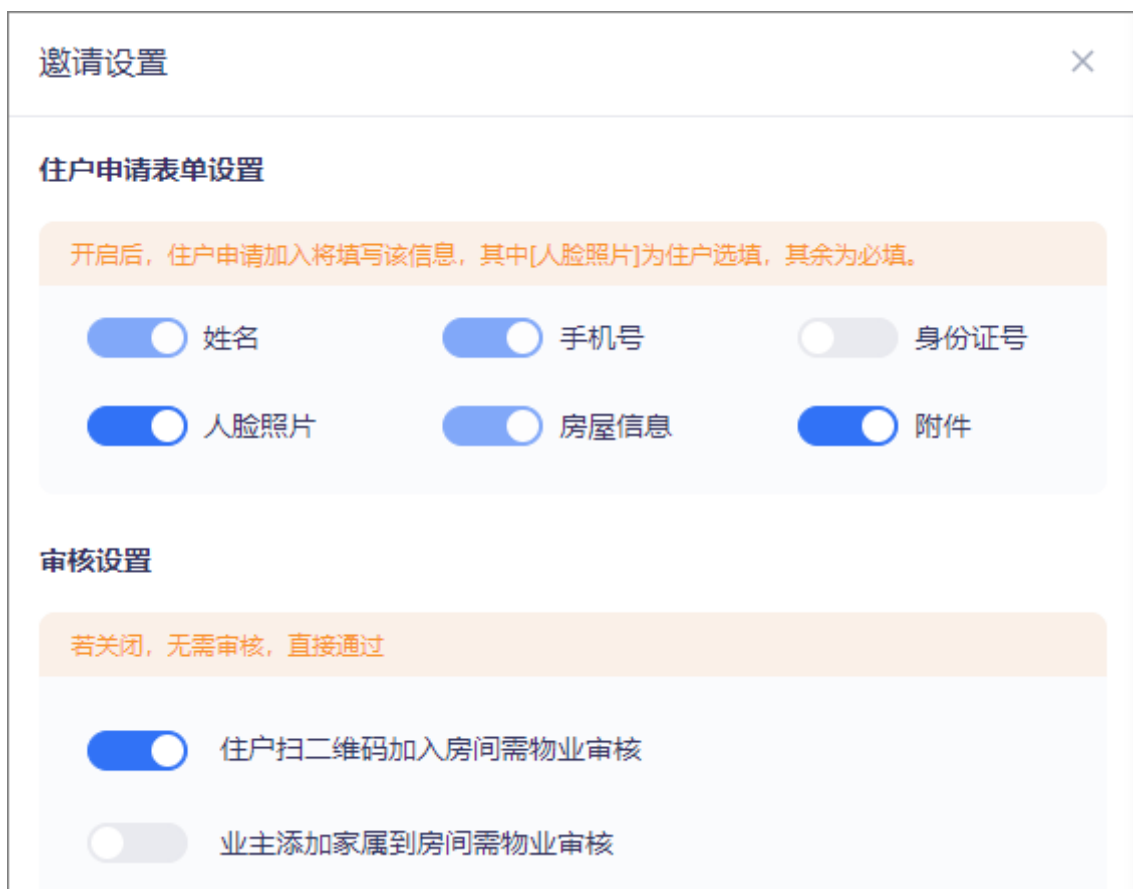 邀请设置
住户申请表单设置
开启后，住户申请加入将填写该信息，其中[人脸照片]为住户选填，其余为必填。
姓名 手机号 身份证号
人脸照片 房屋信息 附件
审核设置
若关闭，无需审核，直接通过
住户扫二维码加入房间需物业审核
业主添加家属到房间需物业审核